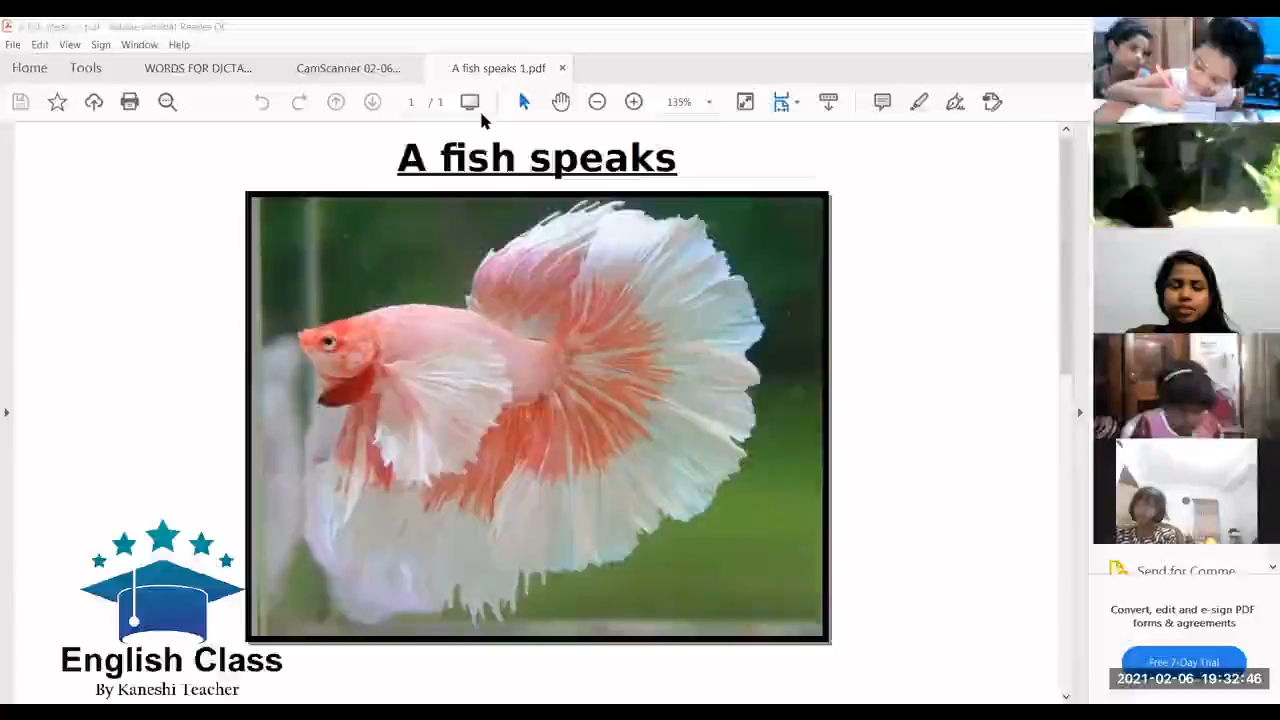 File Edit View Sign Window Help
Home Tools WORDS FOR DICTA... CamScanner 02-06... A fish speaks 1.pdf ×
1 / 1 135%
A fish speaks
English Class
By Kaneshi Teacher
Send for Comme
Convert, edit and e-sign PDF
forms & agreements
Free 7-Day Trial
2021-02-06 19:32:46